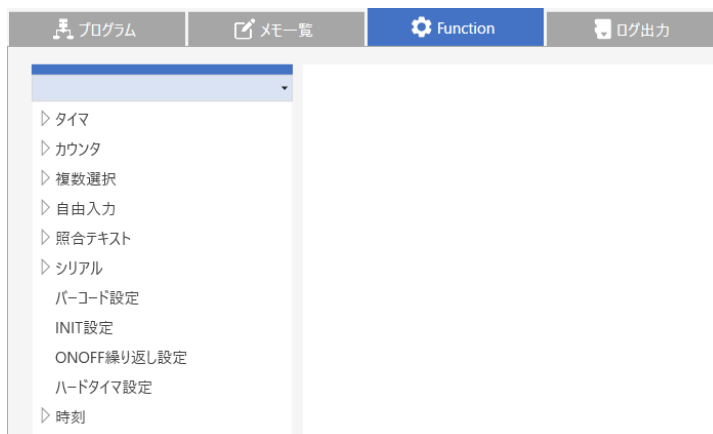 プログラム メモ一覧 Function ログ出力
タイマ
カウンタ
複数選択
自由入力
照合テキスト
シリアル
バーコード設定
INIT設定
ONOFF繰り返し設定
ハードタイマ設定
時刻